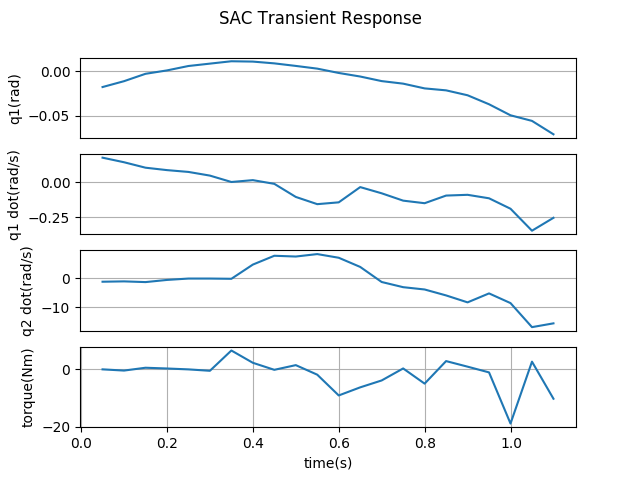 SAC Transient Response
q1(rad)
0.00
−0.05
q1 dot(rad/s)
0.00
−0.25
q2 dot(rad/s)
0
−10
torque(Nm)
0
−20
0.0 0.2 0.4 0.6 0.8 1.0
time(s)